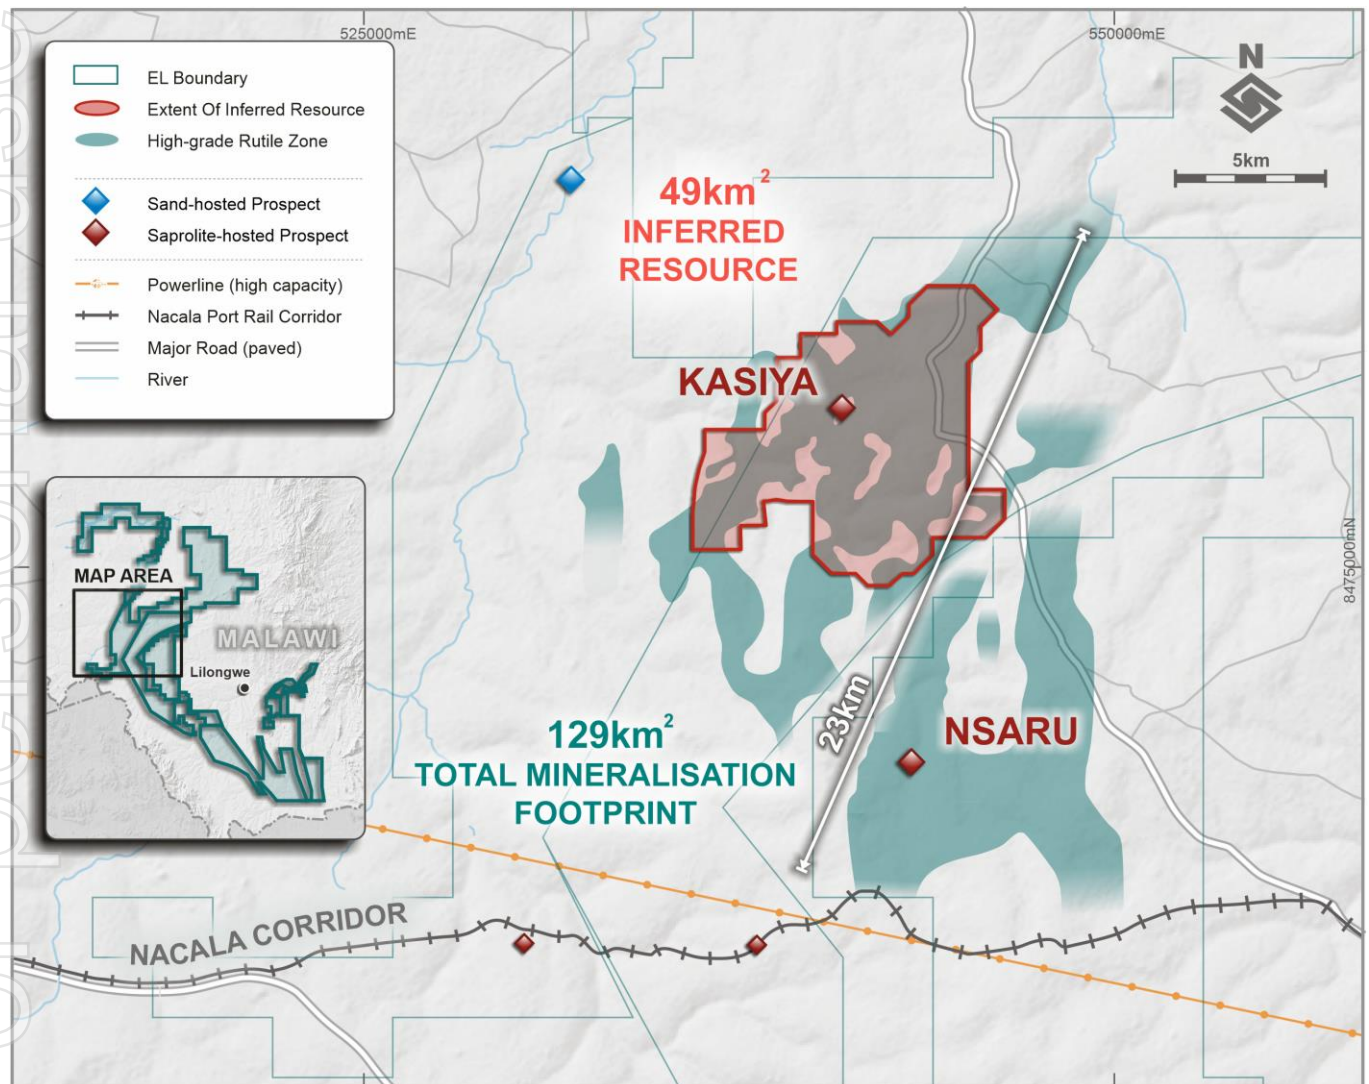 525000mE
550000mE
N
5km
EL Boundary
Extent Of Inferred Resource
High-grade Rutile Zone
Sand-hosted Prospect
Saprolite-hosted Prospect
Powerline (high capacity)
Nacala Port Rail Corridor
Major Road (paved)
River
49km²
INFERRED
RESOURCE
KASIYA
8475000mN
MAP AREA
MALAWI
Lilongwe
23km
NSARU
129km²
TOTAL MINERALISATION
FOOTPRINT
NACALA CORRIDOR